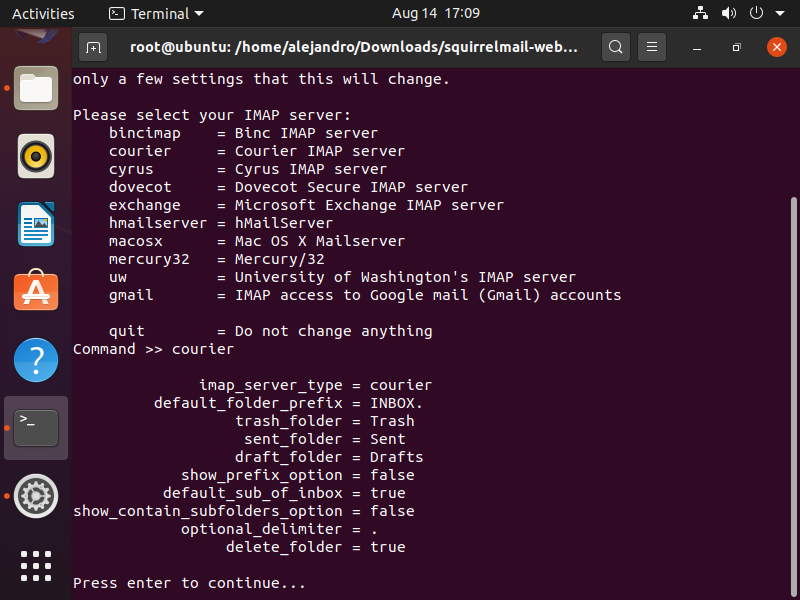 Activities Terminal Aug 14 17:09
root@ubuntu: /home/alejandro/Downloads/squirrelmail-web...
only a few settings that this will change.
Please select your IMAP server:
bincimap = Binc IMAP server
courier = Courier IMAP server
cyrus = Cyrus IMAP server
dovecot = Dovecot Secure IMAP server
exchange = Microsoft Exchange IMAP server
hmailserver = hMailServer
macosx = Mac OS X Mailserver
mercury32 = Mercury/32
uw = University of Washington's IMAP server
gmail = IMAP access to Google mail (Gmail) accounts
quit = Do not change anything
Command >> courier
imap_server_type = courier
default_folder_prefix = INBOX.
trash_folder = Trash
sent_folder = Sent
draft_folder = Drafts
show_prefix_option = false
default_sub_of_inbox = true
show_contain_subfolders_option = false
optional_delimiter = .
delete_folder = true
Press enter to continue...